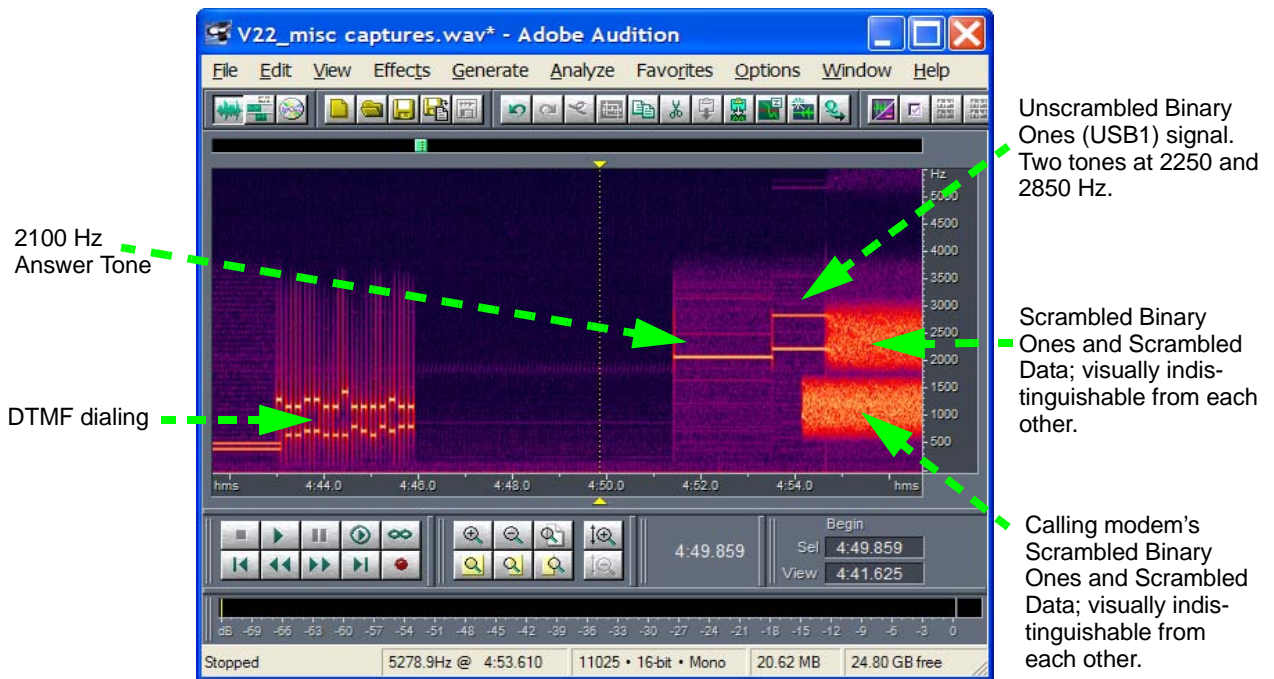 V22_misc captures.wav* - Adobe Audition
File Edit View Effects Generate Analyze Favorites Options Window Help
Unscrambled Binary
Ones (USB1) signal.
Two tones at 2250 and
2850 Hz.
2100 Hz
Answer Tone
DTMF dialing
Hz
5000
4500
4000
3500
3000
2500
2000
1500
1000
500
hms 4:44.0 4:46.0 4:48.0 4:50.0 4:52.0 4:54.0 hms
Scrambled Binary
Ones and Scrambled
Data; visually indis-
tinguishable from each
other.
Calling modem's
Scrambled Binary
Ones and Scrambled
Data; visually indis-
tinguishable from
each other.
4:49.859
Begin
Sel 4:49.859
View 4:41.625
dB -69 -66 -63 -60 -57 -54 -51 -48 -45 -42 -39 -36 -33 -30 -27 -24 -21 -18 -15 -12 -9 -6 -3 0
Stopped 5278.9Hz @ 4:53.610 11025 • 16-bit • Mono 20.62 MB 24.80 GB free